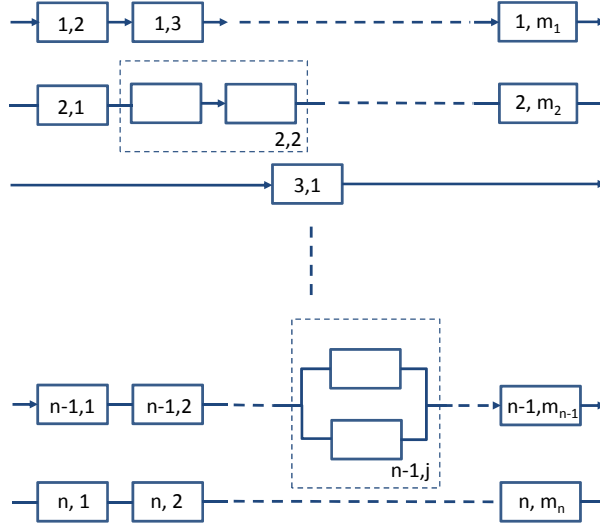 1,2 1,3 1, m₁
2,1 2, m₂
2,2
3,1
n-1,1 n-1,2 n-1,mₙ₋₁
n-1,j
n, 1 n, 2 n, mₙ